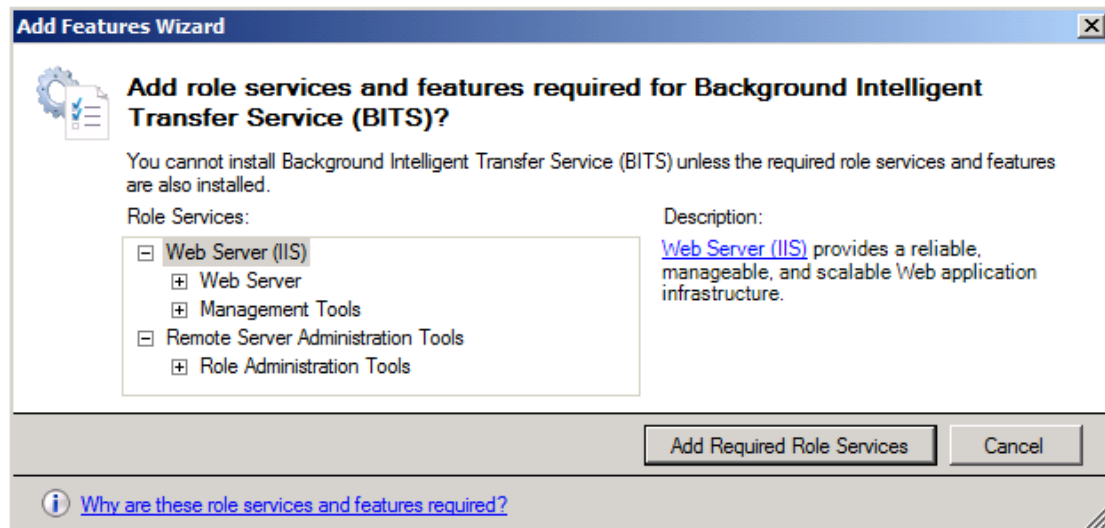 Add Features Wizard
Add role services and features required for Background Intelligent
Transfer Service (BITS)?
You cannot install Background Intelligent Transfer Service (BITS) unless the required role services and features
are also installed.
Role Services:
Web Server (IIS)
Web Server
Management Tools
Remote Server Administration Tools
Role Administration Tools
Description:
Web Server (IIS) provides a reliable,
manageable, and scalable Web application
infrastructure.
Add Required Role Services
Cancel
Why are these role services and features required?